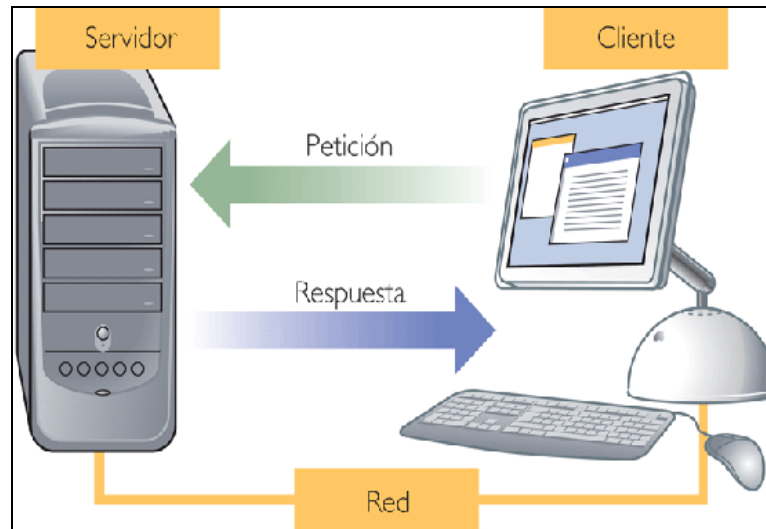 Servidor
Cliente
Petición
Respuesta
Red